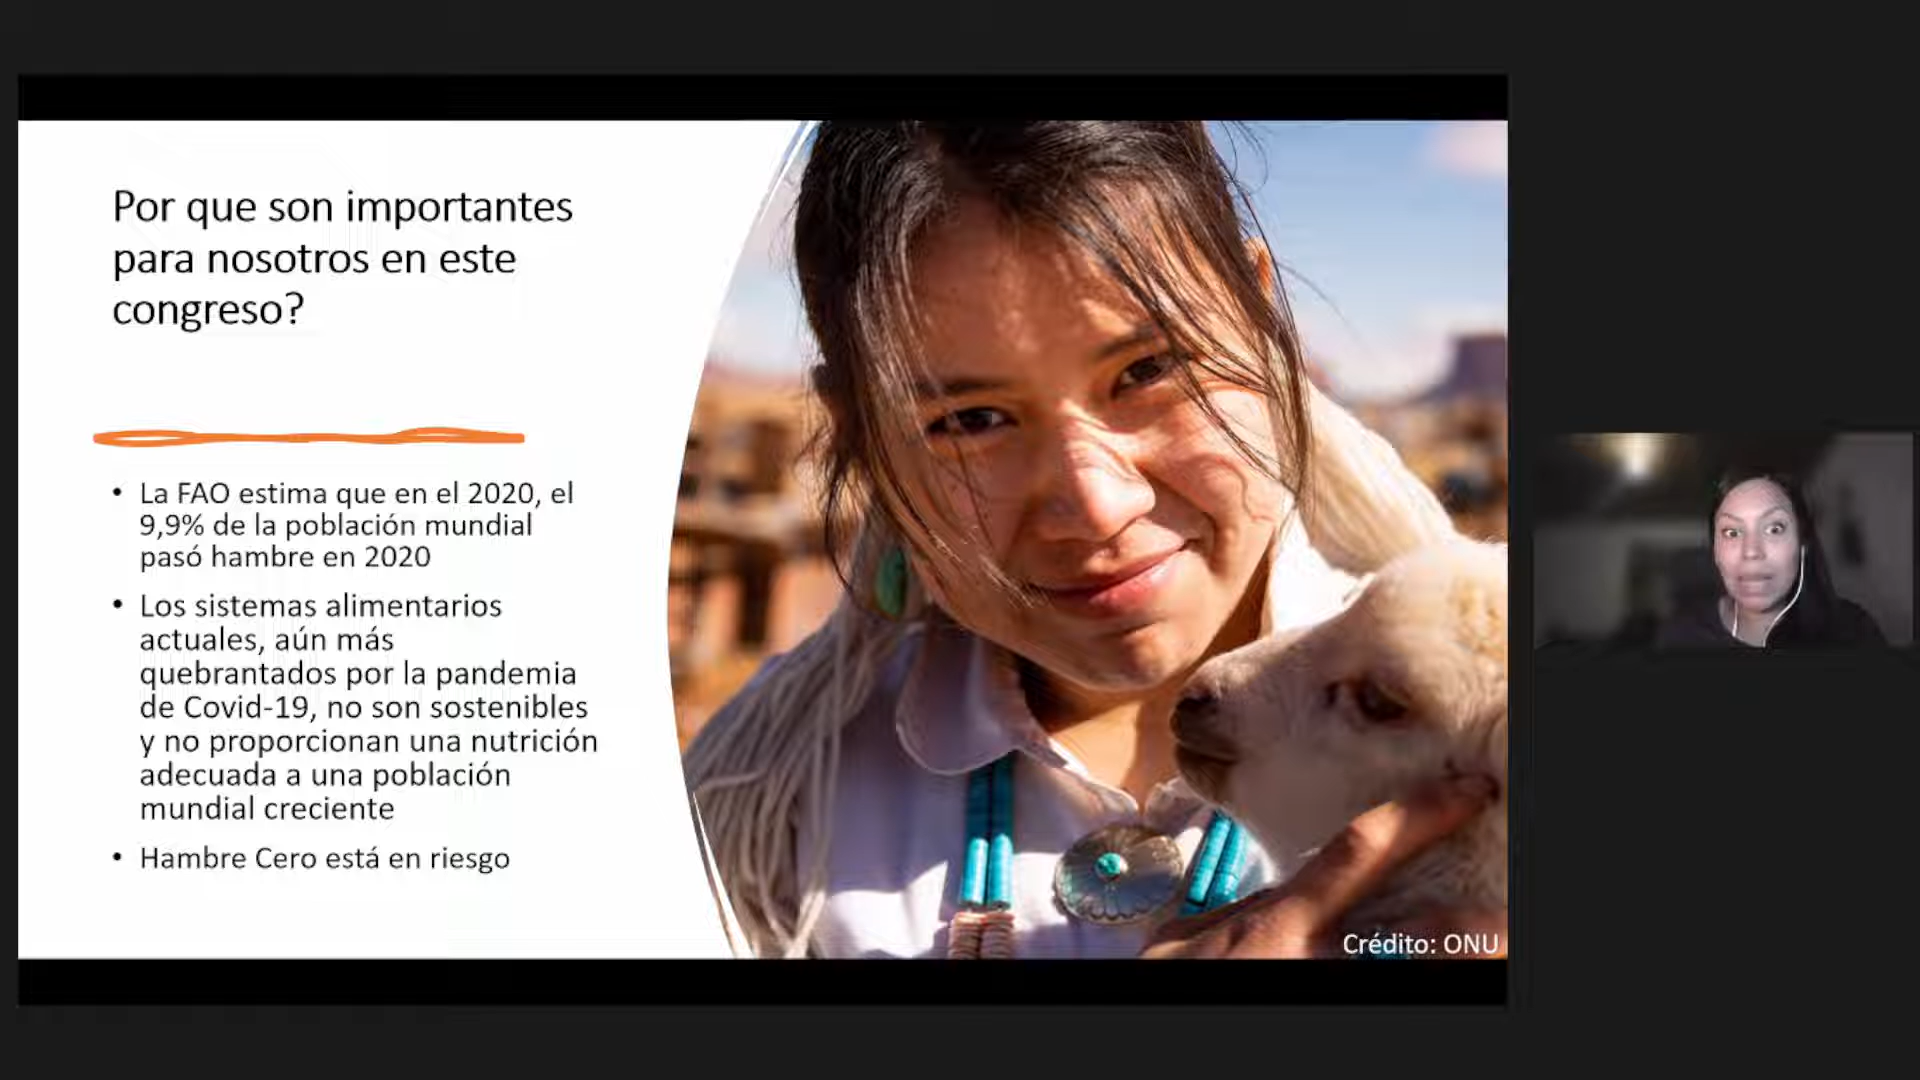 Por que son importantes
para nosotros en este
congreso?
• La FAO estima que en el 2020, el
9,9% de la población mundial
pasó hambre en 2020
• Los sistemas alimentarios
actuales, aún más
quebrantados por la pandemia
de Covid-19, no son sostenibles
y no proporcionan una nutrición
adecuada a una población
mundial creciente
• Hambre Cero está en riesgo
Crédito: ONU